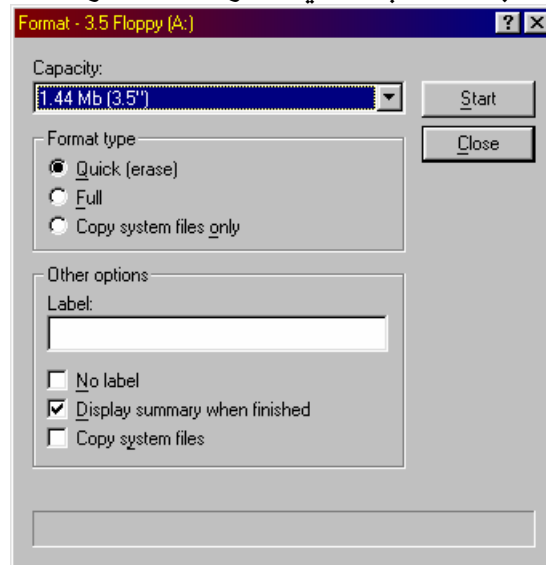 Format - 3.5 Floppy (A:)
Capacity:
1.44 Mb (3.5")
Start
Format type
Close
Quick (erase)
Full
Copy system files only
Other options
Label:
No label
Display summary when finished
Copy system files